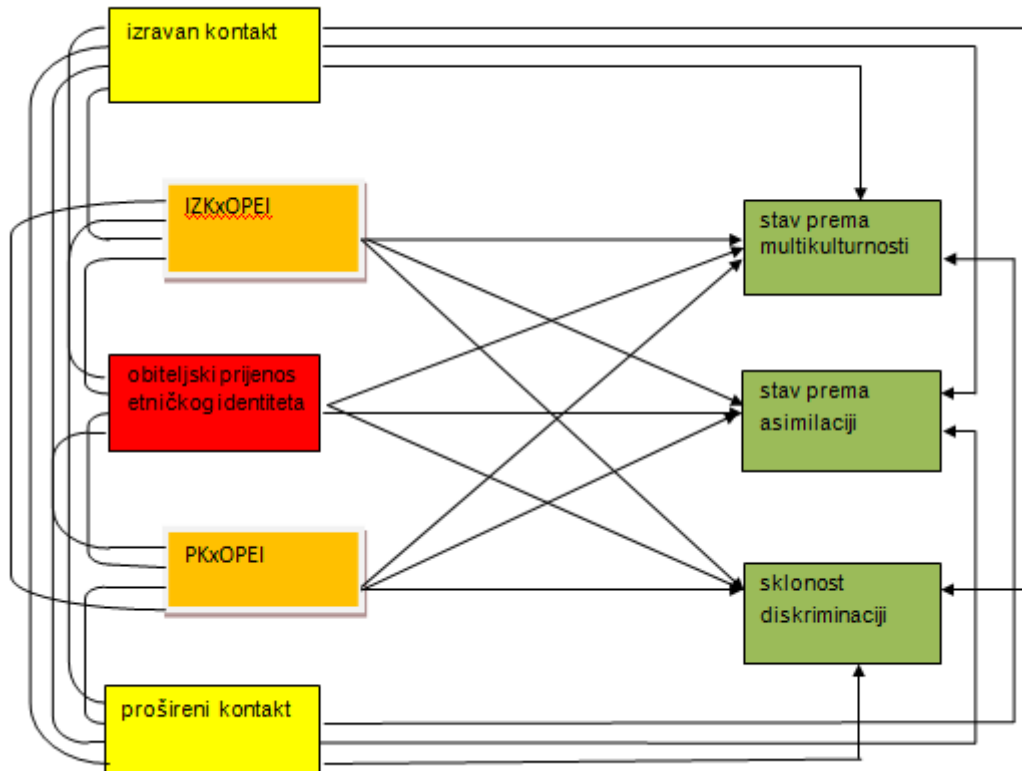 izravan kontakt
IZKxOPEI
stav prema
multikulturnosti
obiteljski prijenos
etničkog identiteta
stav prema
asimilaciji
PKxOPEI
sklonost
diskriminaciji
prošireni kontakt